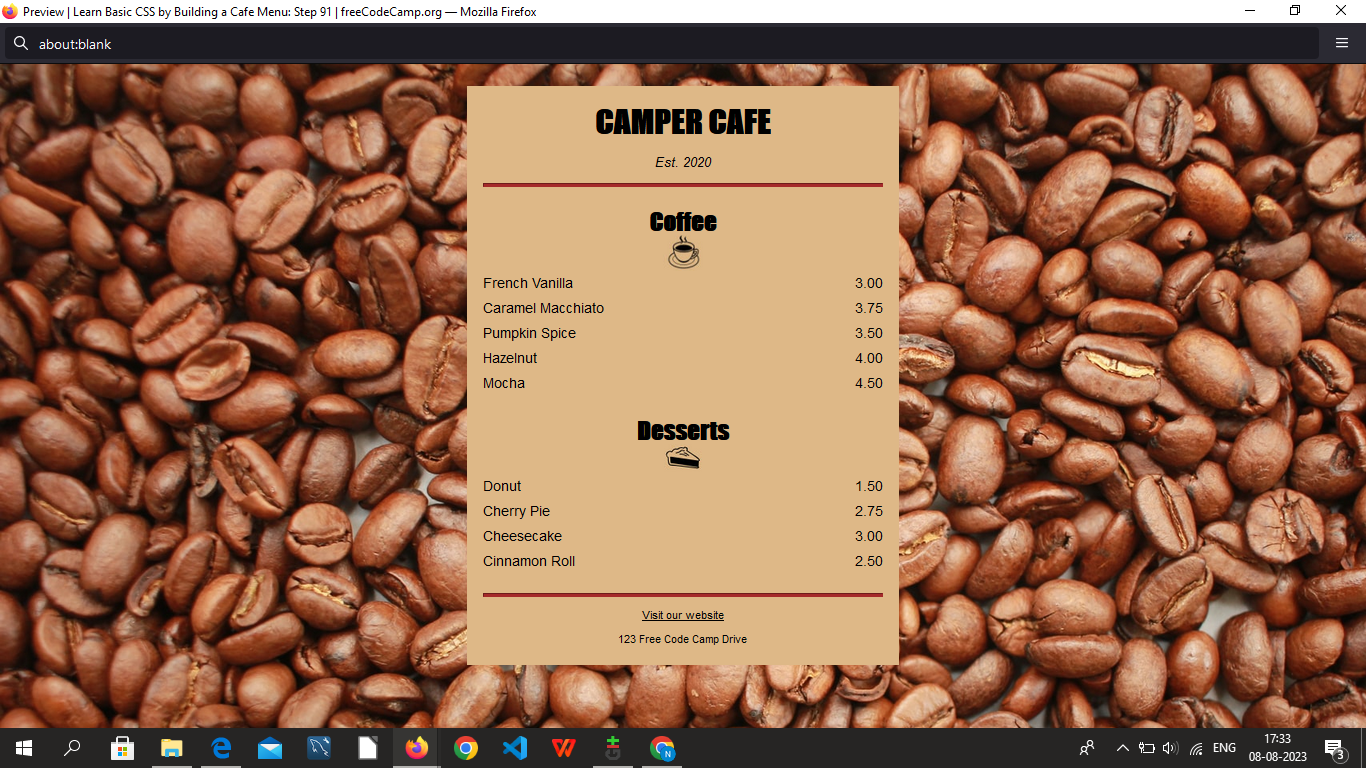 Preview | Learn Basic CSS by Building a Cafe Menu: Step 91 | freeCodeCamp.org — Mozilla Firefox
about:blank
CAMPER CAFE
Est. 2020
Coffee
French Vanilla 3.00
Caramel Macchiato 3.75
Pumpkin Spice 3.50
Hazelnut 4.00
Mocha 4.50
Desserts
Donut 1.50
Cherry Pie 2.75
Cheesecake 3.00
Cinnamon Roll 2.50
Visit our website
123 Free Code Camp Drive
ENG
17:33
08-08-2023
3
N